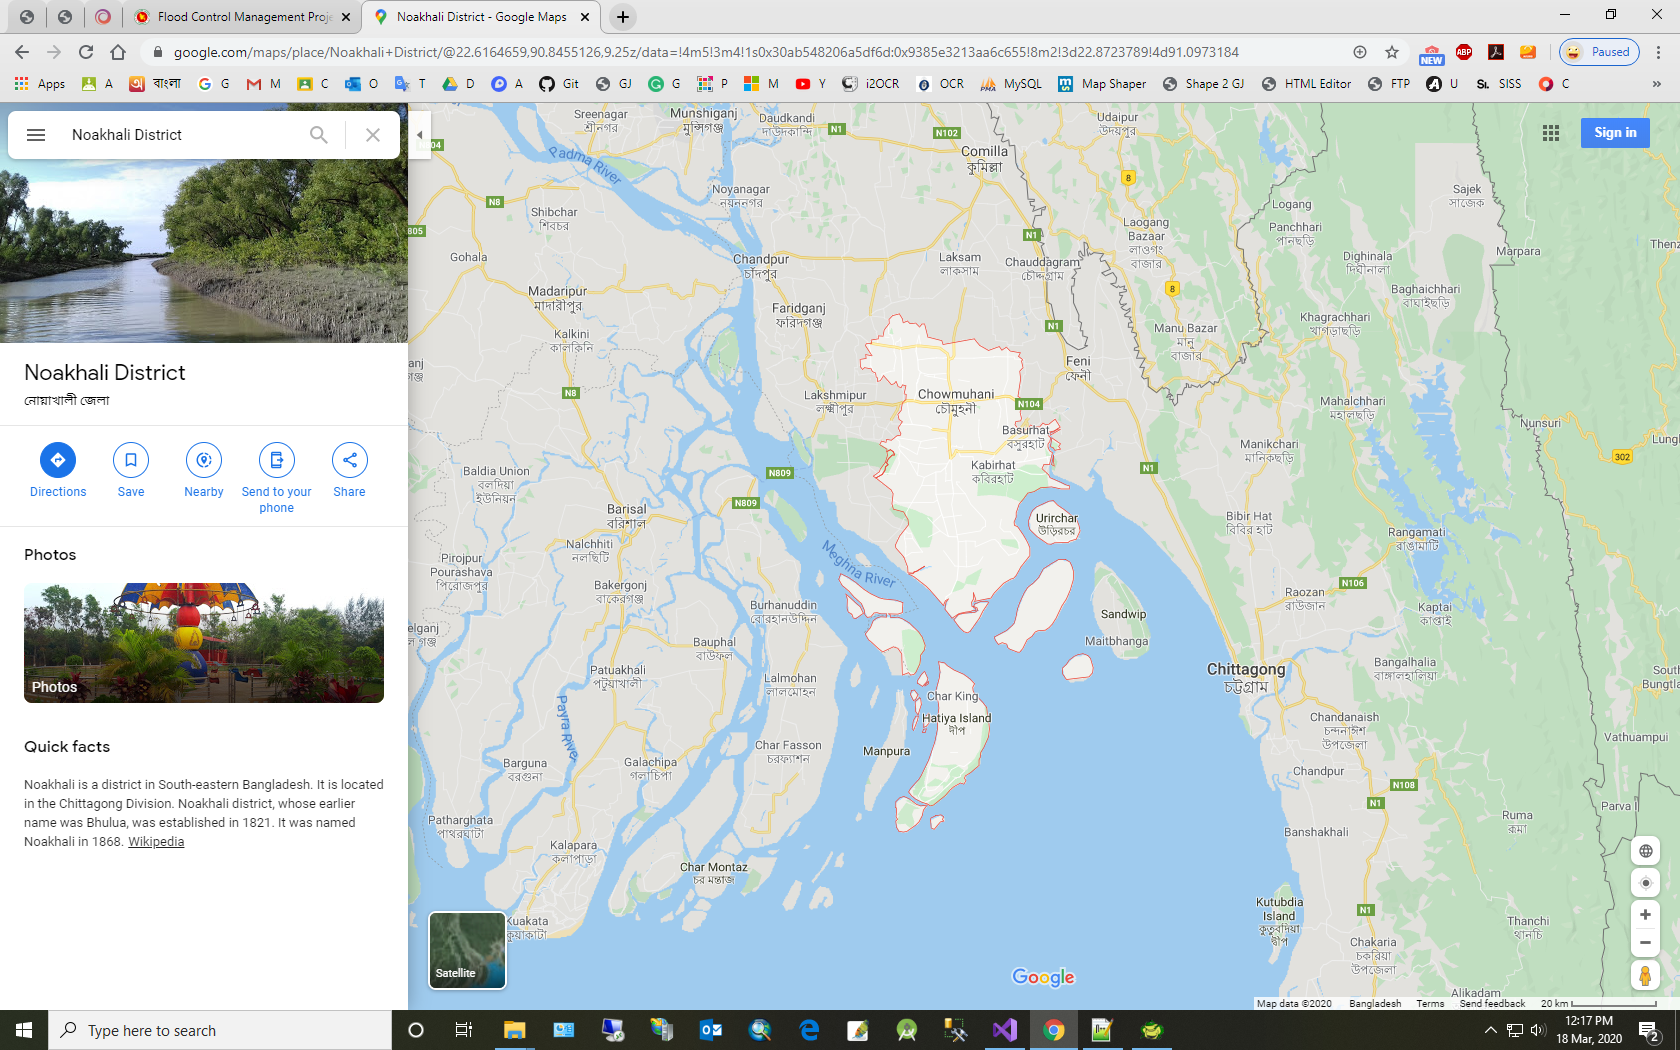 Flood Control Management Proje
Noakhali District - Google Maps
google.com/maps/place/Noakhali+District/@22.6164659,90.8455126,9.25z/data=!4m5!3m4!1s0x30ab548206a5df6d:0x9385e3213aa6c655!8m2!3d22.8723789!4d91.0973184
NEW
ABP
Paused
Apps A বাংলা G M C O T D A Git GJ G P M Y i2OCR OCR MySQL Map Shaper Shape 2 GJ HTML Editor FTP U SISS C
Noakhali District
Sign in
Noakhali District
নোয়াখালী জেলা
Directions
Save
Nearby
Send to your
phone
Share
Photos
Photos
Quick facts
Noakhali is a district in South-eastern Bangladesh. It is located
in the Chittagong Division. Noakhali district, whose earlier
name was Bhulua, was established in 1821. It was named
Noakhali in 1868. Wikipedia
Sreenagar
শ্রীনগর
Munshiganj
মুন্সিগঞ্জ
Daudkandi
দাউদকান্দি
N1
N102
Udaipur
উদয়পুর
Comilla
কুমিল্লা
Padma River
8
Noyanagar
নয়নগর
Sajek
সাজেক
N8
Shibchar
শিবচর
Logang
Laogang
Bazaar
লাওগং
বাজার
Panchhari
পানছড়ি
805
N1
Marpara
Gohala
Chandpur
চাঁদপুর
Laksam
লাকসাম
Chauddagram
চৌদ্দগ্রাম
Dighinala
দিঘীনালা
Madaripur
মাদারীপুর
8
Baghaichhari
বাঘাইছড়ি
Faridganj
ফরিদগঞ্জ
Khagrachhari
খাগড়াছড়ি
Kalkini
কালকিনি
N1
Manu Bazar
মানু
বাজার
Feni
ফেনী
N8
Lakshmipur
লক্ষ্মীপুর
Chowmuhani
চৌমুহনী
N104
Mahalchhari
মহালছড়ি
Nunsuri
Basurhat
বসুরহাট
Manikchari
মানিকছড়ি
302
Baldia Union
বলদিয়া
ইউনিয়ন
N809
Kabirhat
কবিরহাট
N1
N809
Barisal
বরিশাল
Urirchar
উড়িরচর
Bibir Hat
বিবির হাট
Rangamati
রাঙ্গামাটি
Nalchhiti
নলছিটি
Meghna River
Pirojpur
Pourashava
পিরোজপুর
Bakergonj
বাকেরগঞ্জ
N106
Raozan
রাউজান
Burhanuddin
বোরহানউদ্দিন
Sandwip
Kaptai
কাপ্তাই
Bauphal
বাউফল
Maitbhanga
Patuakhali
পটুয়াখালী
Chittagong
চট্টগ্রাম
Bangalhalia
বাঙ্গালহালিয়া
Lalmohan
লালমোহন
Char King
Payra River
Hatiya Island
দ্বীপ
Chandanaish
চন্দনাঈশ
উপজেলা
Char Fasson
চরফ্যাশন
Manpura
Vathuampui
Barguna
বরগুনা
Galachipa
গলাচিপা
Chandpur
N108
N1
Parva I
Patharghata
পাথরঘাটা
Banshakhali
Ruma
রুমা
Kalapara
কলাপাড়া
Char Montaz
চর মন্তাজ
Kutubdia
Island
কুতুবদিয়া
দ্বীপ
N1
Kuakata
কুয়াকাটা
Thanchi
থানচি
Chakaria
চকরিয়া
উপজেলা
Satellite
Google
Alikadam
Map data ©2020 Bangladesh Terms Send feedback 20 km
Type here to search
12:17 PM
18 Mar, 2020
2